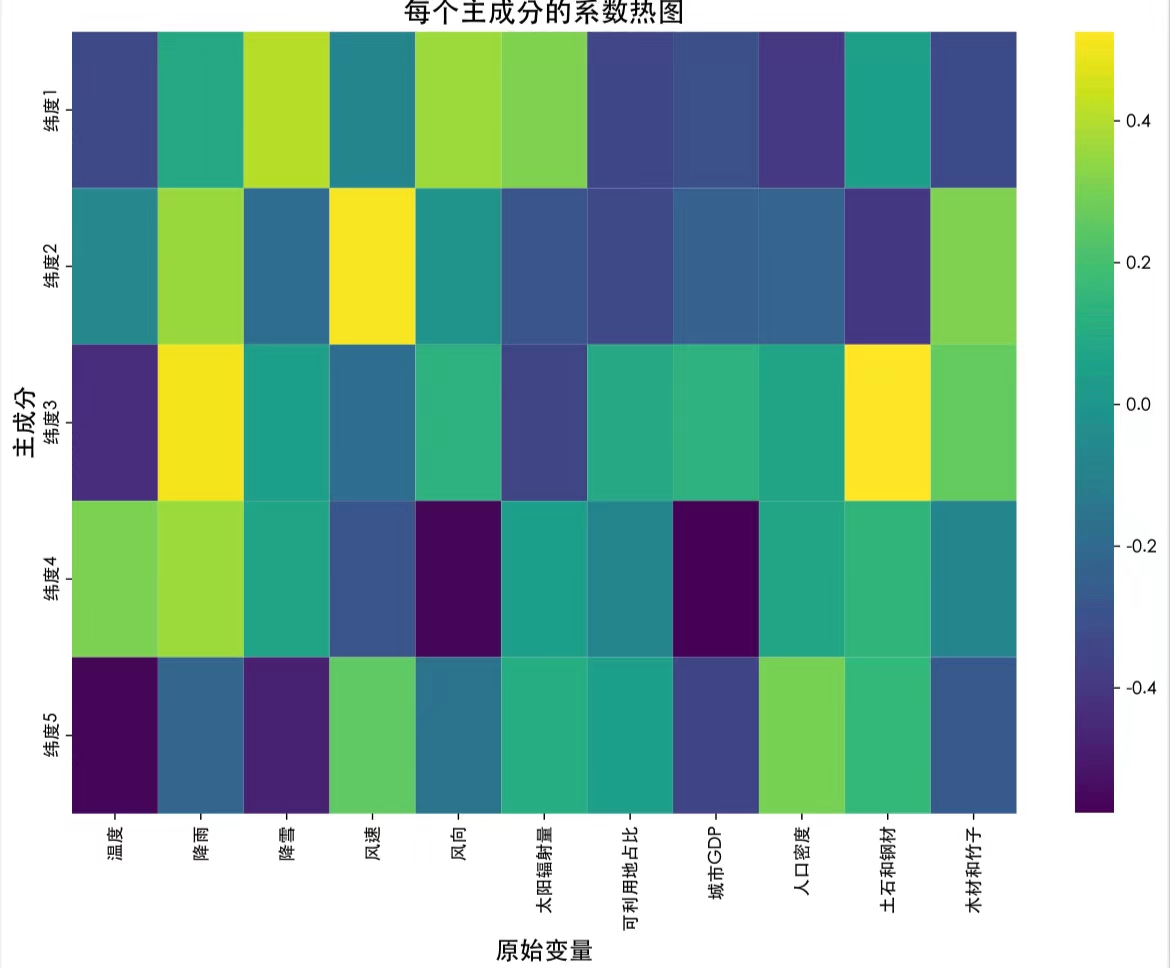 每个主成分的系数热图
主成分
纬度1
纬度2
纬度3
纬度4
纬度5
温度
降雨
降雪
风速
风向
太阳辐射量
可利用地占比
城市GDP
人口密度
土石和钢材
木材和竹子
原始变量
0.4
0.2
0.0
-0.2
-0.4